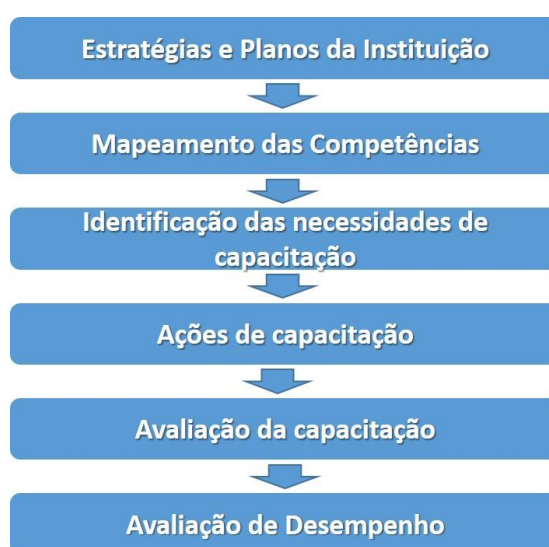 Estratégias e Planos da Instituição
Mapeamento das Competências
Identificação das necessidades de
capacitação
Ações de capacitação
Avaliação da capacitação
Avaliação de Desempenho